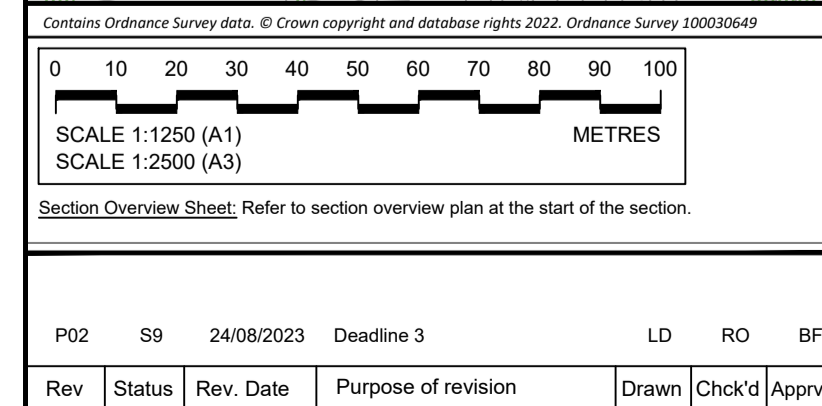 Contains Ordnance Survey data. © Crown copyright and database rights 2022. Ordnance Survey 100030649
0 10 20 30 40 50 60 70 80 90 100
SCALE 1:1250 (A1) METRES
SCALE 1:2500 (A3)
Section Overview Sheet: Refer to section overview plan at the start of the section.
P02 S9 24/08/2023 Deadline 3 LD RO BF
Rev Status Rev. Date Purpose of revision Drawn Chck'd Apprv